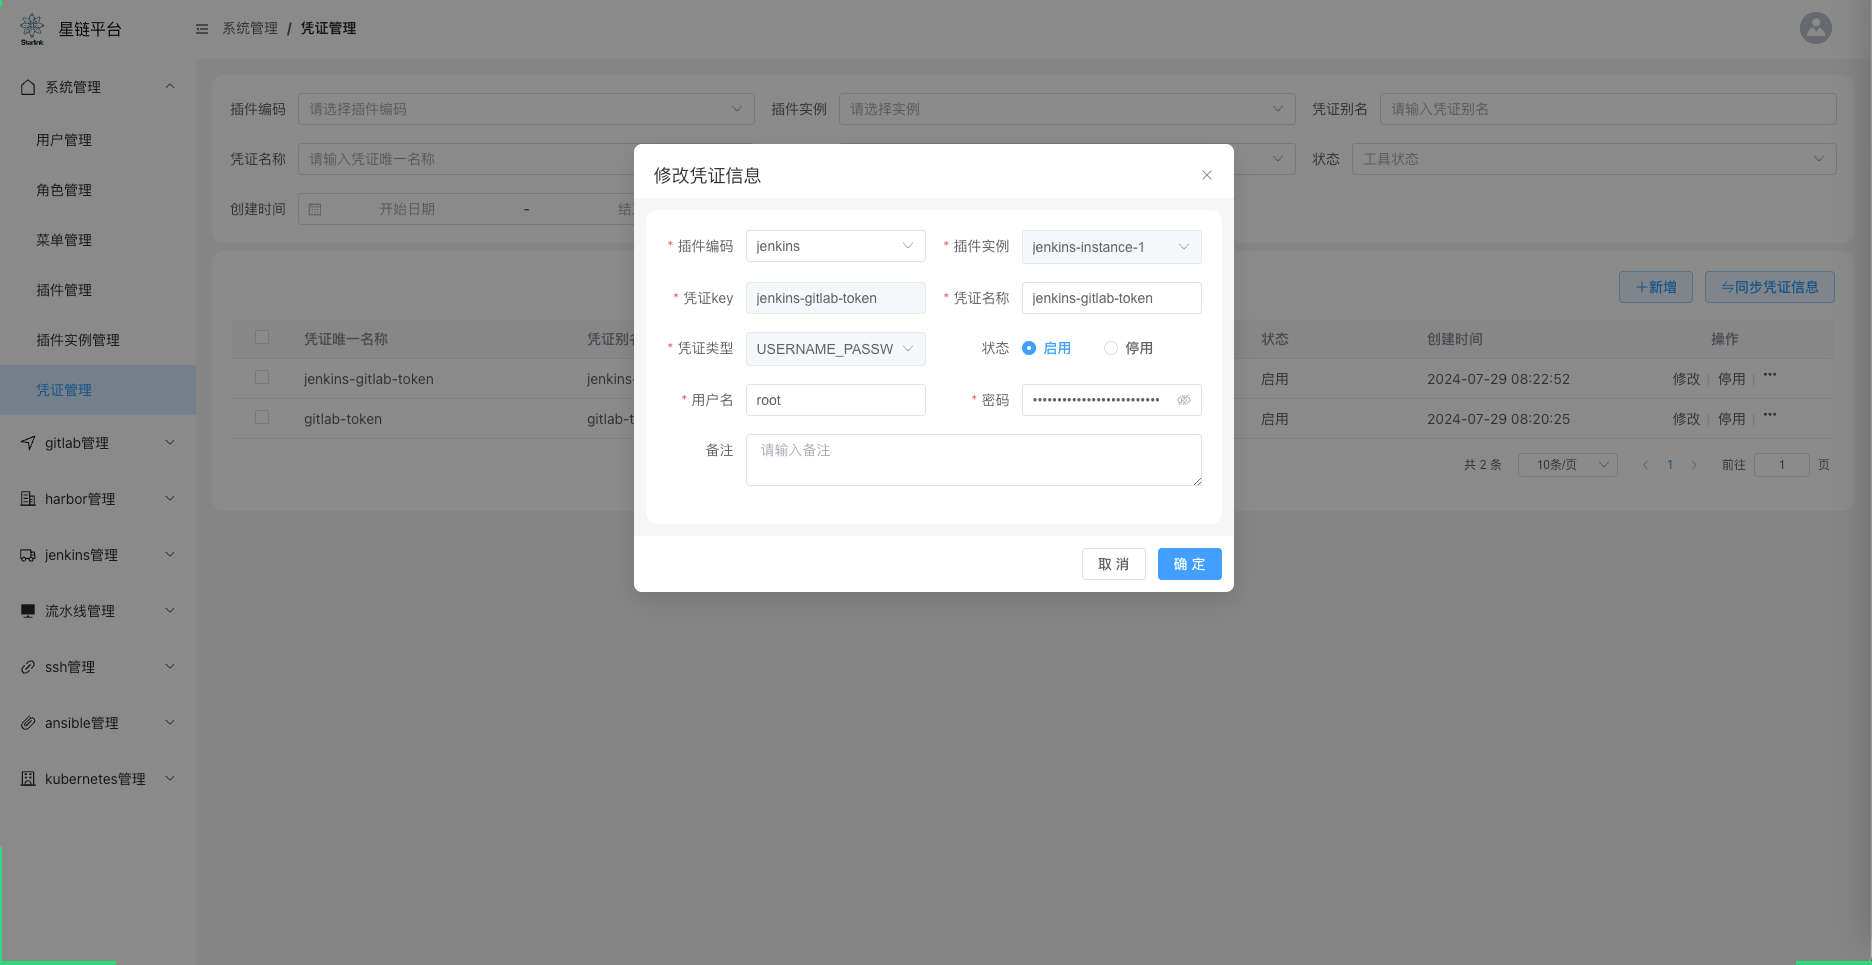 Starlink
星链平台
系统管理 / 凭证管理
系统管理
用户管理
角色管理
菜单管理
插件管理
插件实例管理
凭证管理
gitlab管理
harbor管理
jenkins管理
流水线管理
ssh管理
ansible管理
kubernetes管理
插件编码 请选择插件编码 插件实例 请选择实例 凭证别名 请输入凭证别名
凭证名称 请输入凭证唯一名称 状态 工具状态
创建时间 开始日期 -
+新增 同步凭证信息
凭证唯一名称 凭证别 状态 创建时间 操作
jenkins-gitlab-token jenkins- 启用 2024-07-29 08:22:52 修改 停用 •••
gitlab-token gitlab-t 启用 2024-07-29 08:20:25 修改 停用 •••
共 2 条 10条/页 1 前往 1 页
修改凭证信息
* 插件编码 jenkins * 插件实例 jenkins-instance-1
* 凭证key jenkins-gitlab-token * 凭证名称 jenkins-gitlab-token
* 凭证类型 USERNAME_PASSW 状态 启用 停用
* 用户名 root * 密码 ••••••••••••••••••••••••••
备注 请输入备注
取 消 确 定